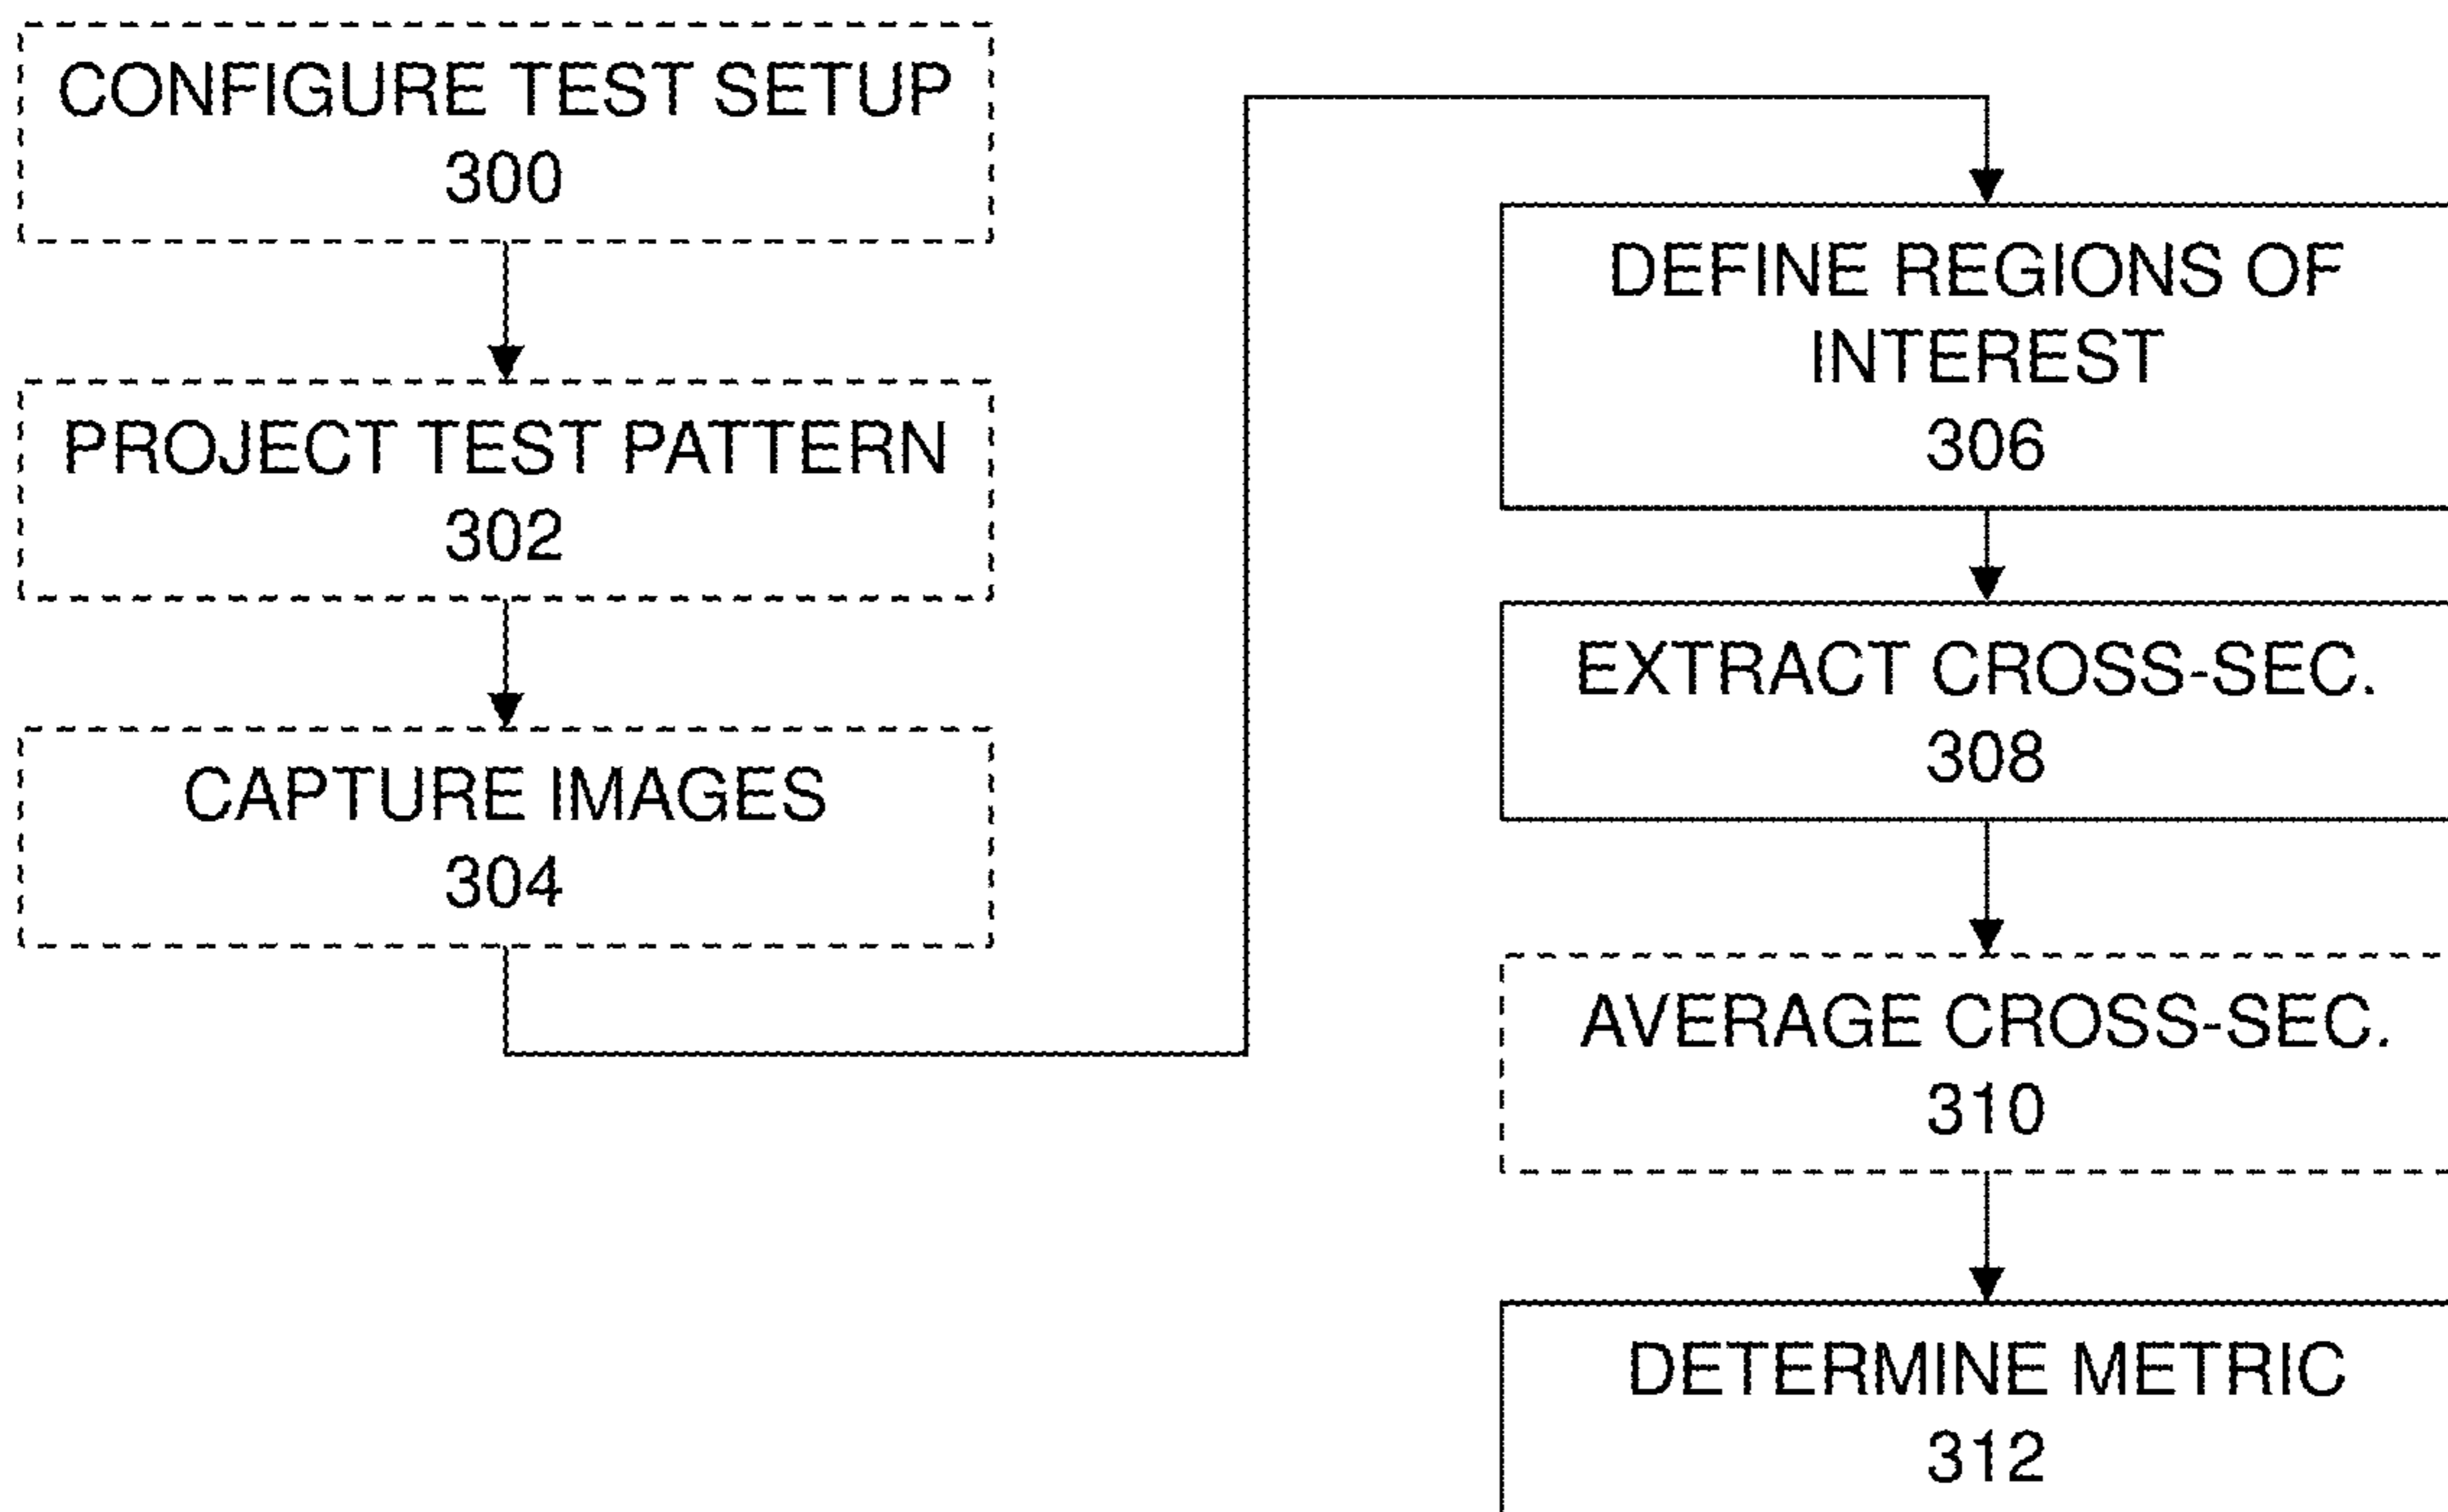 CONFIGURE TEST SETUP
300
PROJECT TEST PATTERN
302
CAPTURE IMAGES
304
DEFINE REGIONS OF
INTEREST
306
EXTRACT CROSS-SEC.
308
AVERAGE CROSS-SEC.
310
DETERMINE METRIC
312